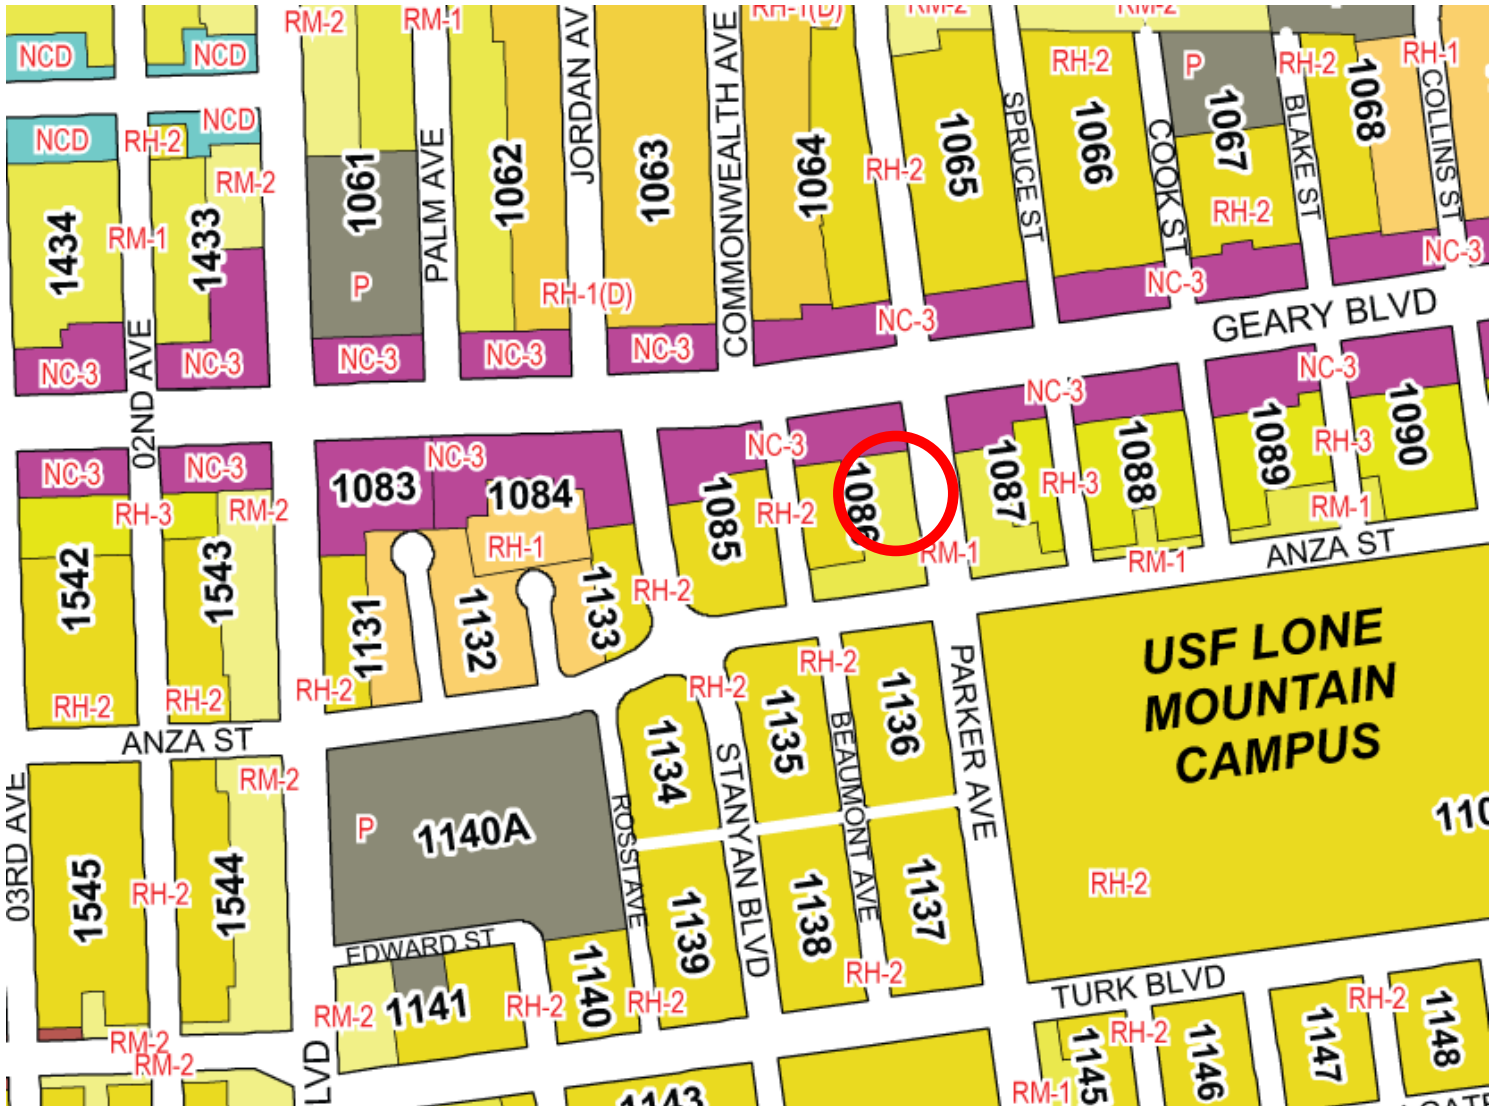 RM-2
RM-1
RH-1(D)
RM-2
RM-2
P
NCD
NCD
JORDAN AV
COMMONWEALTH AVE
RH-2
P
RH-2
RH-1
NCD
RH-2
NCD
PALM AVE
SPRUCE ST
COOK ST
BLAKE ST
COLLINS ST
1434
RM-1
1433
RM-2
1061
P
1062
RH-1(D)
1063
1064
RH-2
1065
1066
1067
RH-2
1068
NC-3
NC-3
NC-3
NC-3
NC-3
NC-3
NC-3
NC-3
GEARY BLVD
02ND AVE
NC-3
NC-3
1083
NC-3
1084
RH-1
NC-3
1085
RH-2
1086
NC-3
1087
RH-3
1088
NC-3
1089
RH-3
1090
RM-1
RM-1
RM-1
ANZA ST
RH-3
RM-2
1542
1543
RH-2
RH-2
RH-2
1131
1132
1133
RH-2
ANZA ST
RM-2
03RD AVE
1545
RH-2
1544
P
1140A
ROSSI AVE
RH-2
1134
STANYAN BLVD
RH-2
1135
BEAUMONT AVE
1136
PARKER AVE
USF LONE
MOUNTAIN
CAMPUS
110
RH-2
1139
1138
1137
RH-2
EDWARD ST
RM-2
1141
RH-2
1140
RH-2
TURK BLVD
RM-2
RM-2
LVD
1143
RM-1
1145
RH-2
1146
1147
RH-2
1148